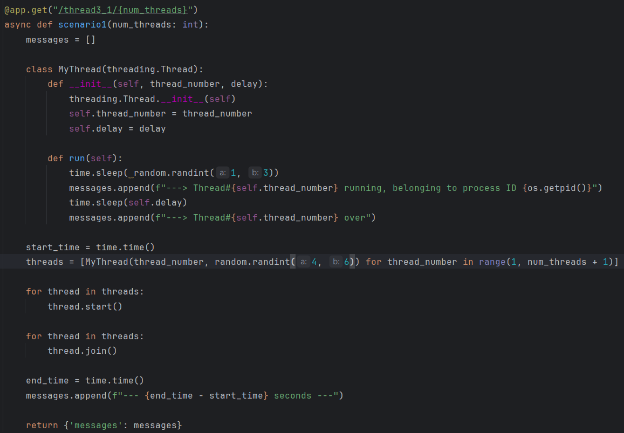 @app.get("/thread3_1/{num_threads}")
async def scenario1(num_threads: int):
    messages = []

    class MyThread(threading.Thread):
        def __init__(self, thread_number, delay):
            threading.Thread.__init__(self)
            self.thread_number = thread_number
            self.delay = delay

        def run(self):
            time.sleep(_random.randint( a: 1, b: 3))
            messages.append(f"---> Thread#{self.thread_number} running, belonging to process ID {os.getpid()}")
            time.sleep(self.delay)
            messages.append(f"---> Thread#{self.thread_number} over")

    start_time = time.time()
    threads = [MyThread(thread_number, random.randint( a: 4, b: 6)) for thread_number in range(1, num_threads + 1)]

    for thread in threads:
        thread.start()

    for thread in threads:
        thread.join()

    end_time = time.time()
    messages.append(f"--- {end_time - start_time} seconds ---")

    return {'messages': messages}